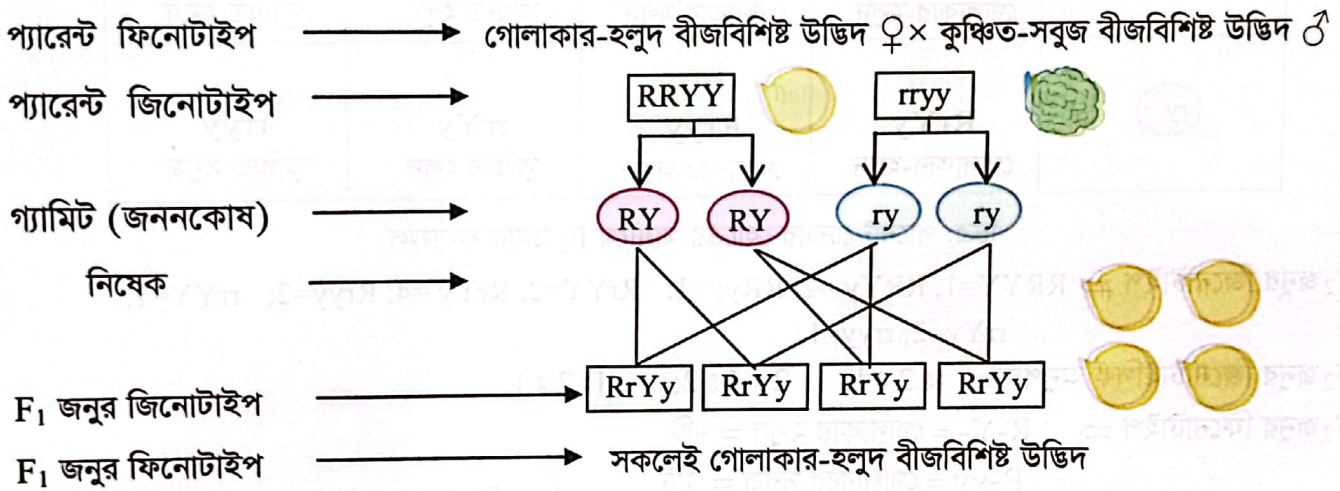 প্যারেন্ট ফিনোটাইপ গোলাকার-হলুদ বীজবিশিষ্ট উদ্ভিদ ♀ × কুঞ্চিত-সবুজ বীজবিশিষ্ট উদ্ভিদ ♂
প্যারেন্ট জিনোটাইপ RRYY rryy
গ্যামিট (জননকোষ) RY RY ry ry
নিষেক
F₁ জনুর জিনোটাইপ RrYy RrYy RrYy RrYy
F₁ জনুর ফিনোটাইপ সকলেই গোলাকার-হলুদ বীজবিশিষ্ট উদ্ভিদ